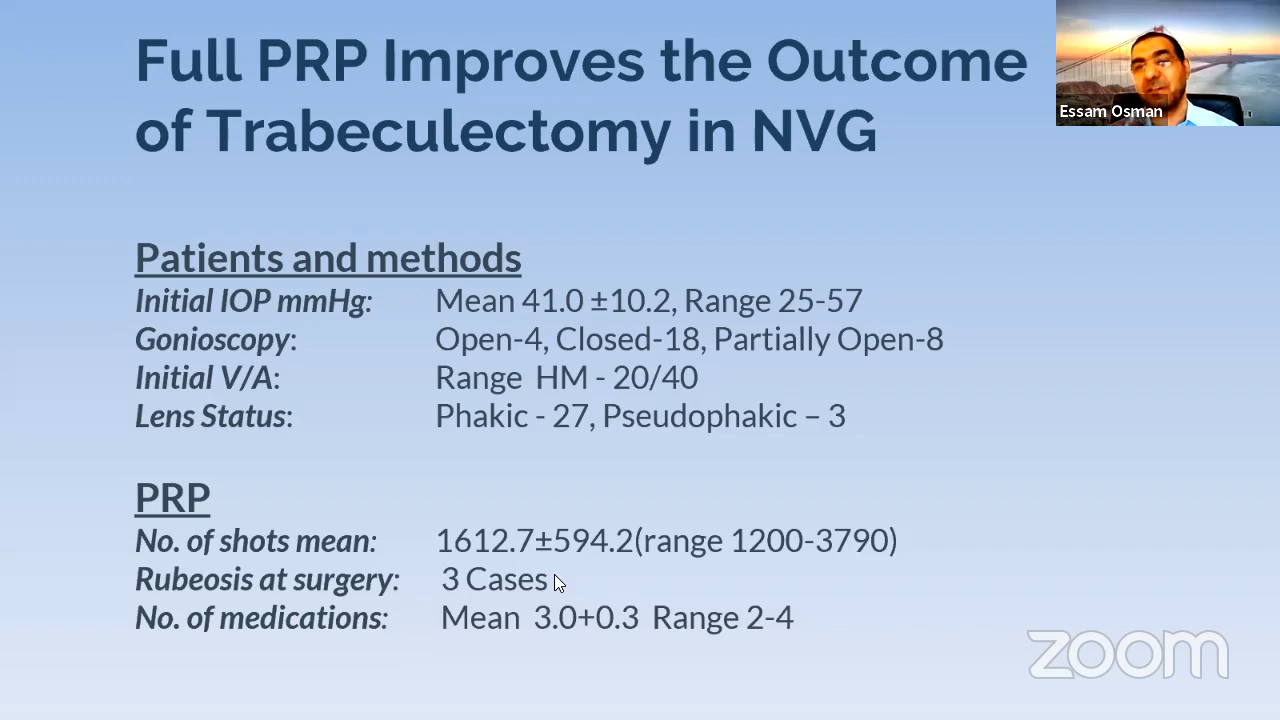 Full PRP Improves the Outcome
of Trabeculectomy in NVG
Essam Osman
Patients and methods
Initial IOP mmHg: Mean 41.0 ±10.2, Range 25-57
Gonioscopy: Open-4, Closed-18, Partially Open-8
Initial V/A: Range HM - 20/40
Lens Status: Phakic - 27, Pseudophakic – 3
PRP
No. of shots mean: 1612.7±594.2(range 1200-3790)
Rubeosis at surgery: 3 Cases
No. of medications: Mean 3.0+0.3 Range 2-4
zoom